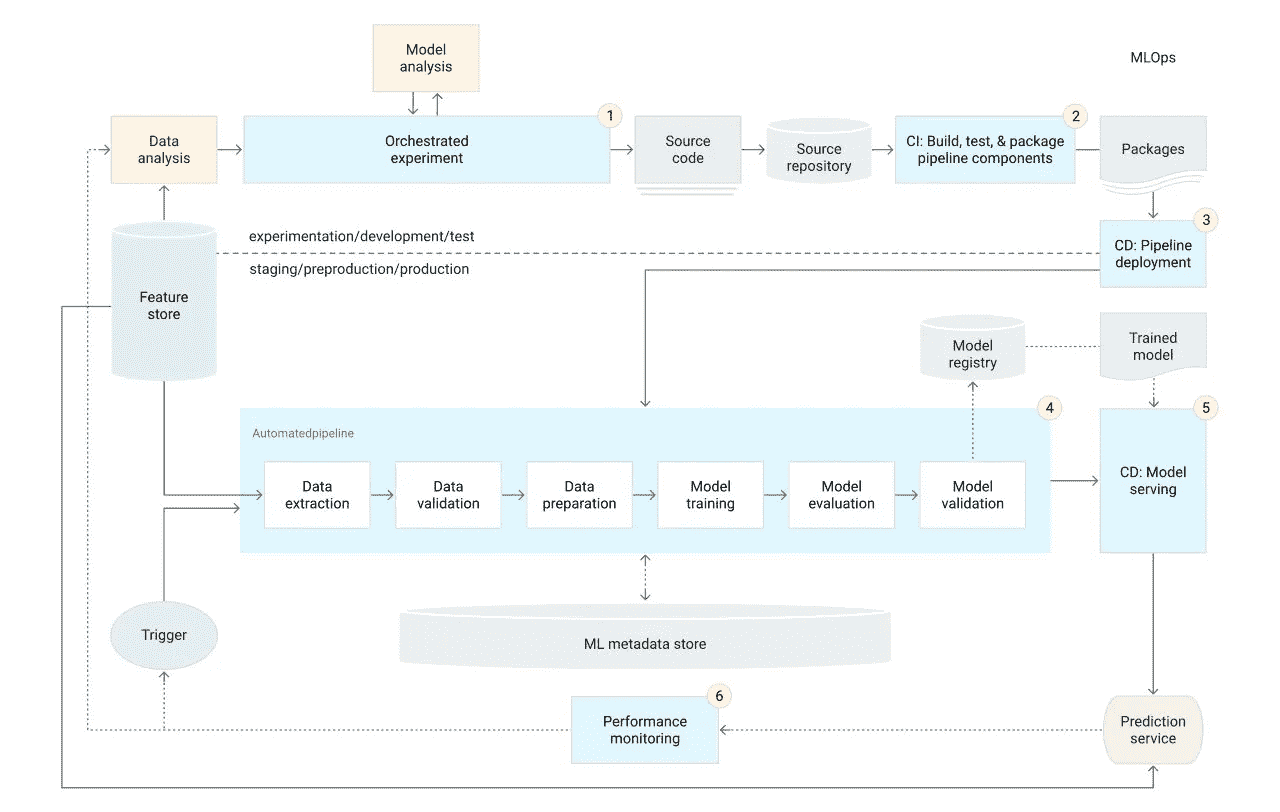 Model
analysis
MLOps
1
2
Data
analysis
Orchestrated
experiment
Source
code
Source
repository
CI: Build, test, & package
pipeline components
Packages
3
experimentation/development/test
staging/preproduction/production
CD: Pipeline
deployment
Feature
store
Model
registry
Trained
model
4
5
Automatedpipeline
Data
extraction
Data
validation
Data
preparation
Model
training
Model
evaluation
Model
validation
CD: Model
serving
Trigger
ML metadata store
6
Performance
monitoring
Prediction
service